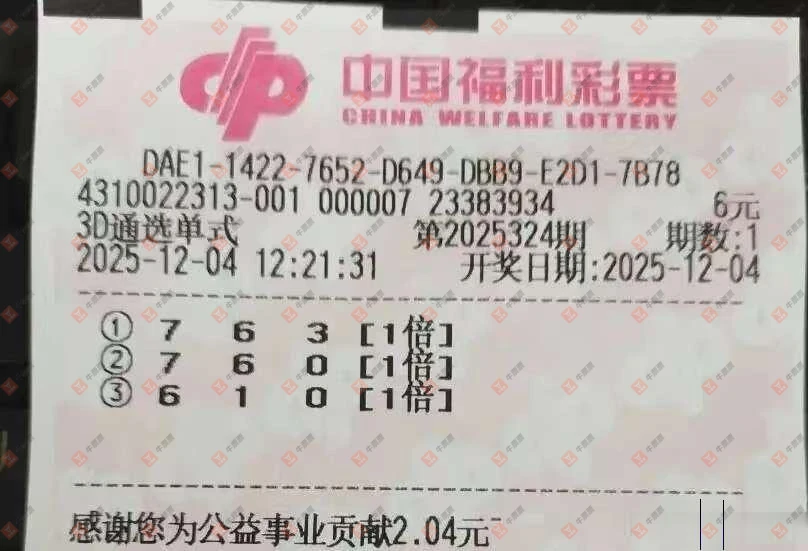 中国福利彩票
CHINA WELFARE LOTTERY
DAE1-1422-7652-D649-DBB9-E2D1-7B78
4310022313-001 000007 23383934 6元
3D通选单式 第2025324期 期数:1
2025-12-04 12:21:31 开奖日期:2025-12-04
① 7 6 3 [1倍]
② 7 6 0 [1倍]
③ 6 1 0 [1倍]
感谢您为公益事业贡献2.04元